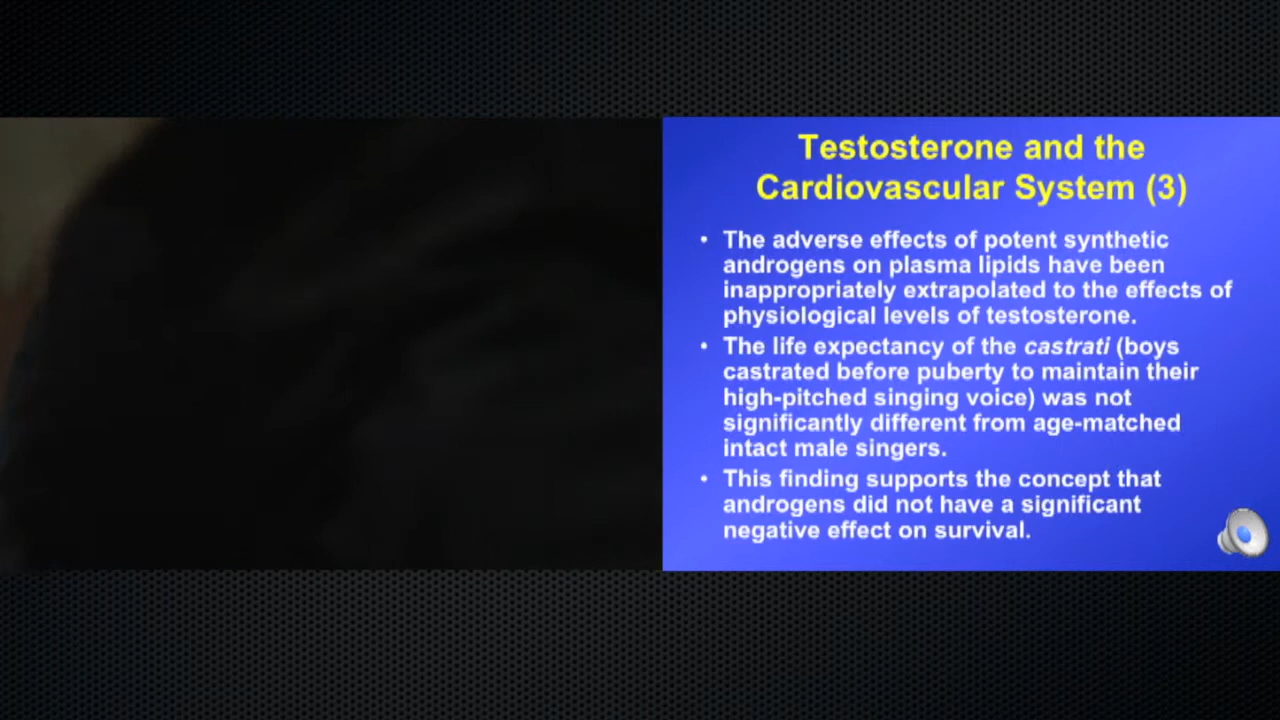 Testosterone and the
Cardiovascular System (3)
• The adverse effects of potent synthetic
androgens on plasma lipids have been
inappropriately extrapolated to the effects of
physiological levels of testosterone.
• The life expectancy of the castrati (boys
castrated before puberty to maintain their
high-pitched singing voice) was not
significantly different from age-matched
intact male singers.
• This finding supports the concept that
androgens did not have a significant
negative effect on survival.